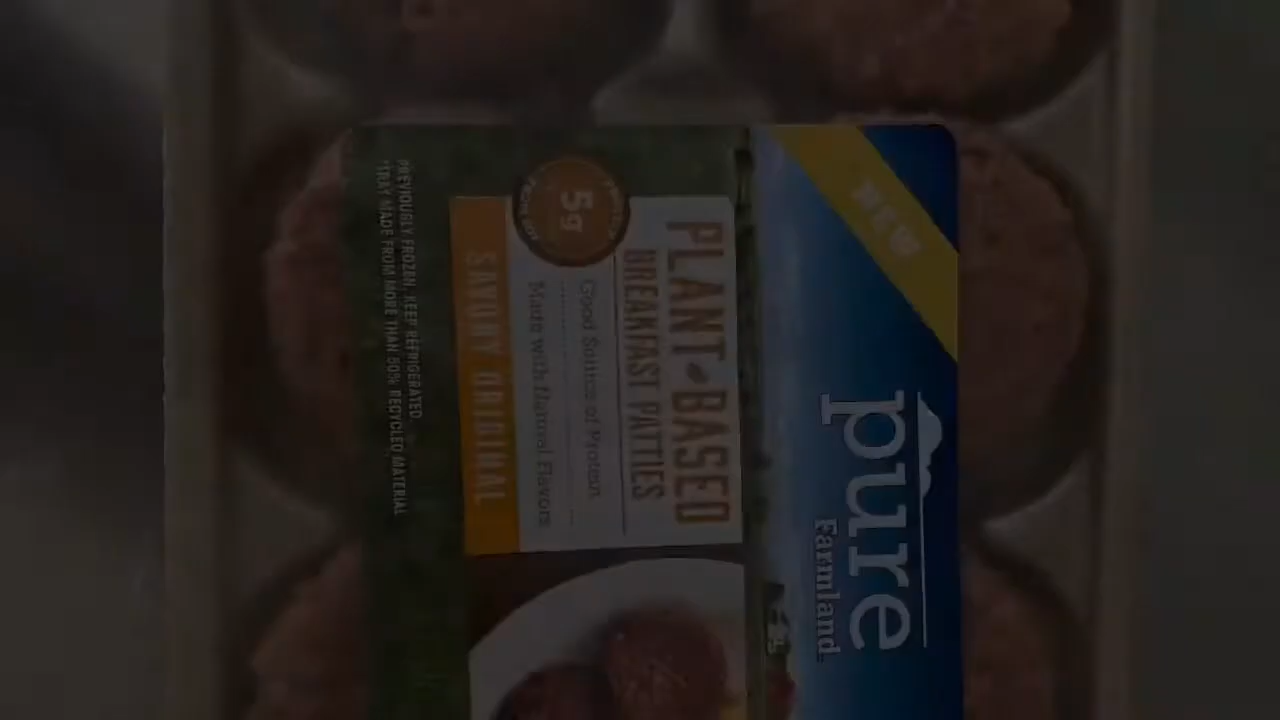 NEW
pure
Farmland.
PLANT-BASED
BREAKFAST PATTIES
5g
Good Source of Protein
Made with Natural Flavors
SAVORY ORIGINAL
PREVIOUSLY FROZEN, KEEP REFRIGERATED
*TRAY MADE FROM MORE THAN 50% RECYCLED MATERIAL